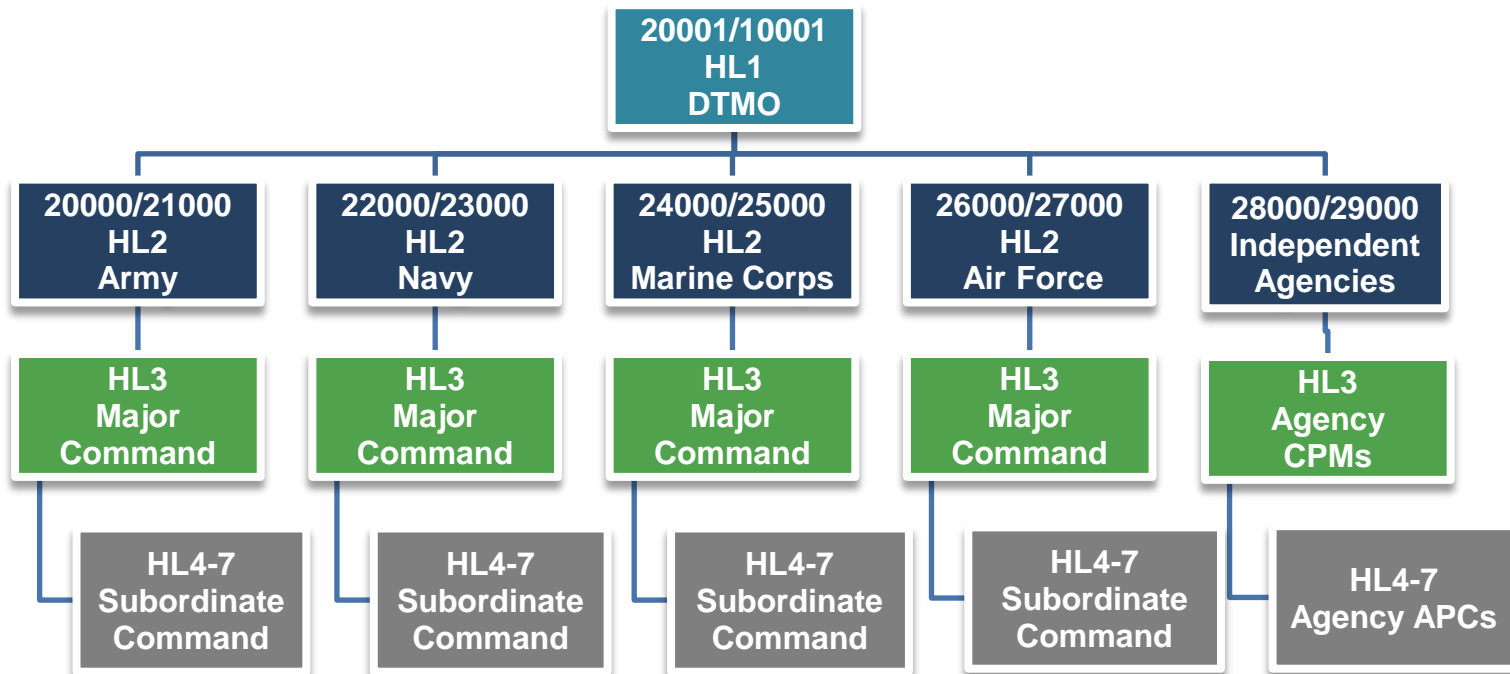 20001/10001
HL1
DTMO
20000/21000
HL2
Army
22000/23000
HL2
Navy
24000/25000
HL2
Marine Corps
26000/27000
HL2
Air Force
28000/29000
Independent
Agencies
HL3
Major
Command
HL3
Major
Command
HL3
Major
Command
HL3
Major
Command
HL3
Agency
CPMs
HL4-7
Subordinate
Command
HL4-7
Subordinate
Command
HL4-7
Subordinate
Command
HL4-7
Subordinate
Command
HL4-7
Agency APCs